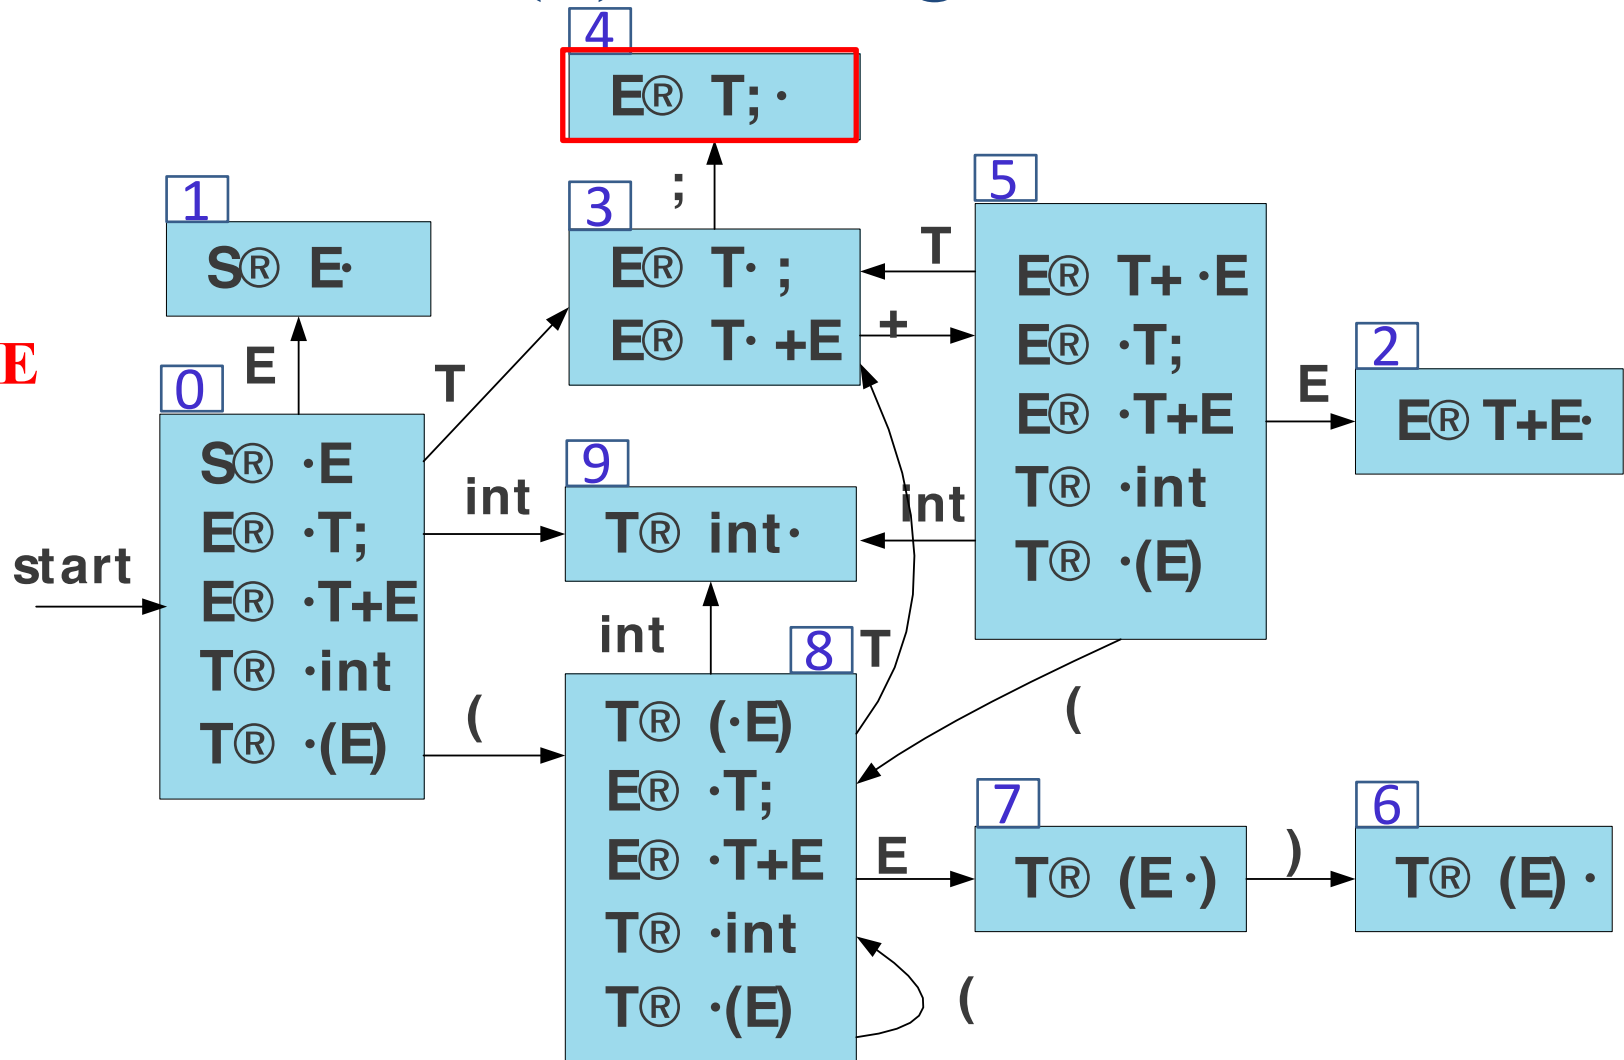 4
E® T; ·
;
1
S® E·
E
3
E® T· ;
E® T· +E
T
+
5
E® T+ ·E
E® ·T;
E® ·T+E
T® ·int
T® ·(E)
E
2
E® T+E·
E
T
0
S® ·E
E® ·T;
E® ·T+E
T® ·int
T® ·(E)
start
int
9
T® int·
int
int
(
8
T
T® (·E)
E® ·T;
E® ·T+E
T® ·int
T® ·(E)
(
(
E
7
T® (E·)
)
6
T® (E) ·